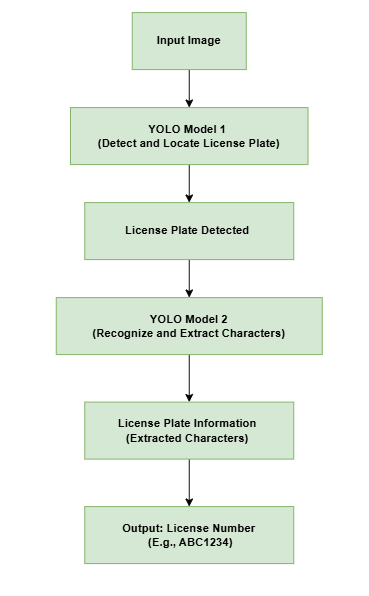 Input Image
YOLO Model 1
(Detect and Locate License Plate)
License Plate Detected
YOLO Model 2
(Recognize and Extract Characters)
License Plate Information
(Extracted Characters)
Output: License Number
(E.g., ABC1234)